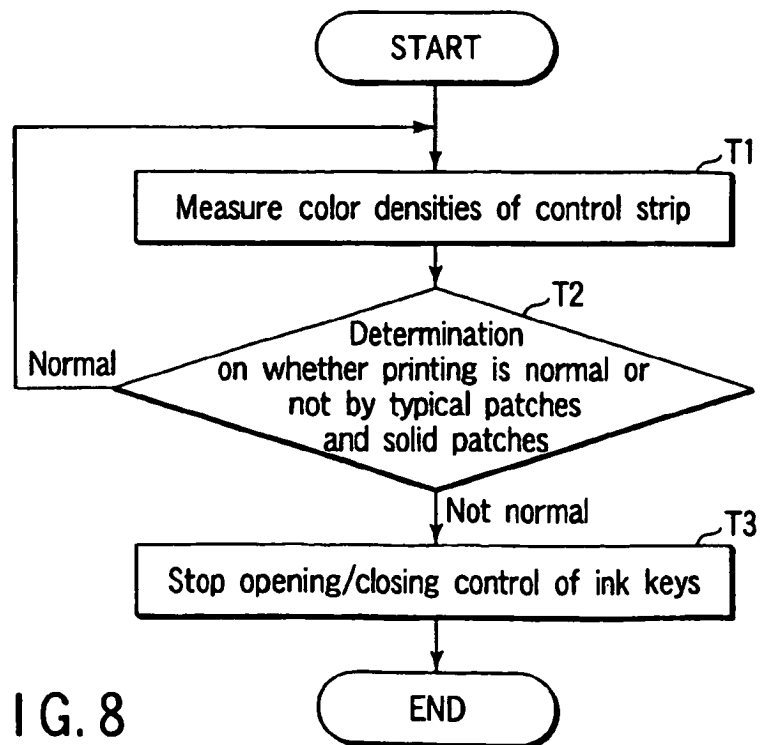 START
T1
Measure color densities of control strip
T2
Determination
on whether printing is normal or
not by typical patches
and solid patches
Normal
Not normal
T3
Stop opening/closing control of ink keys
END
IG. 8